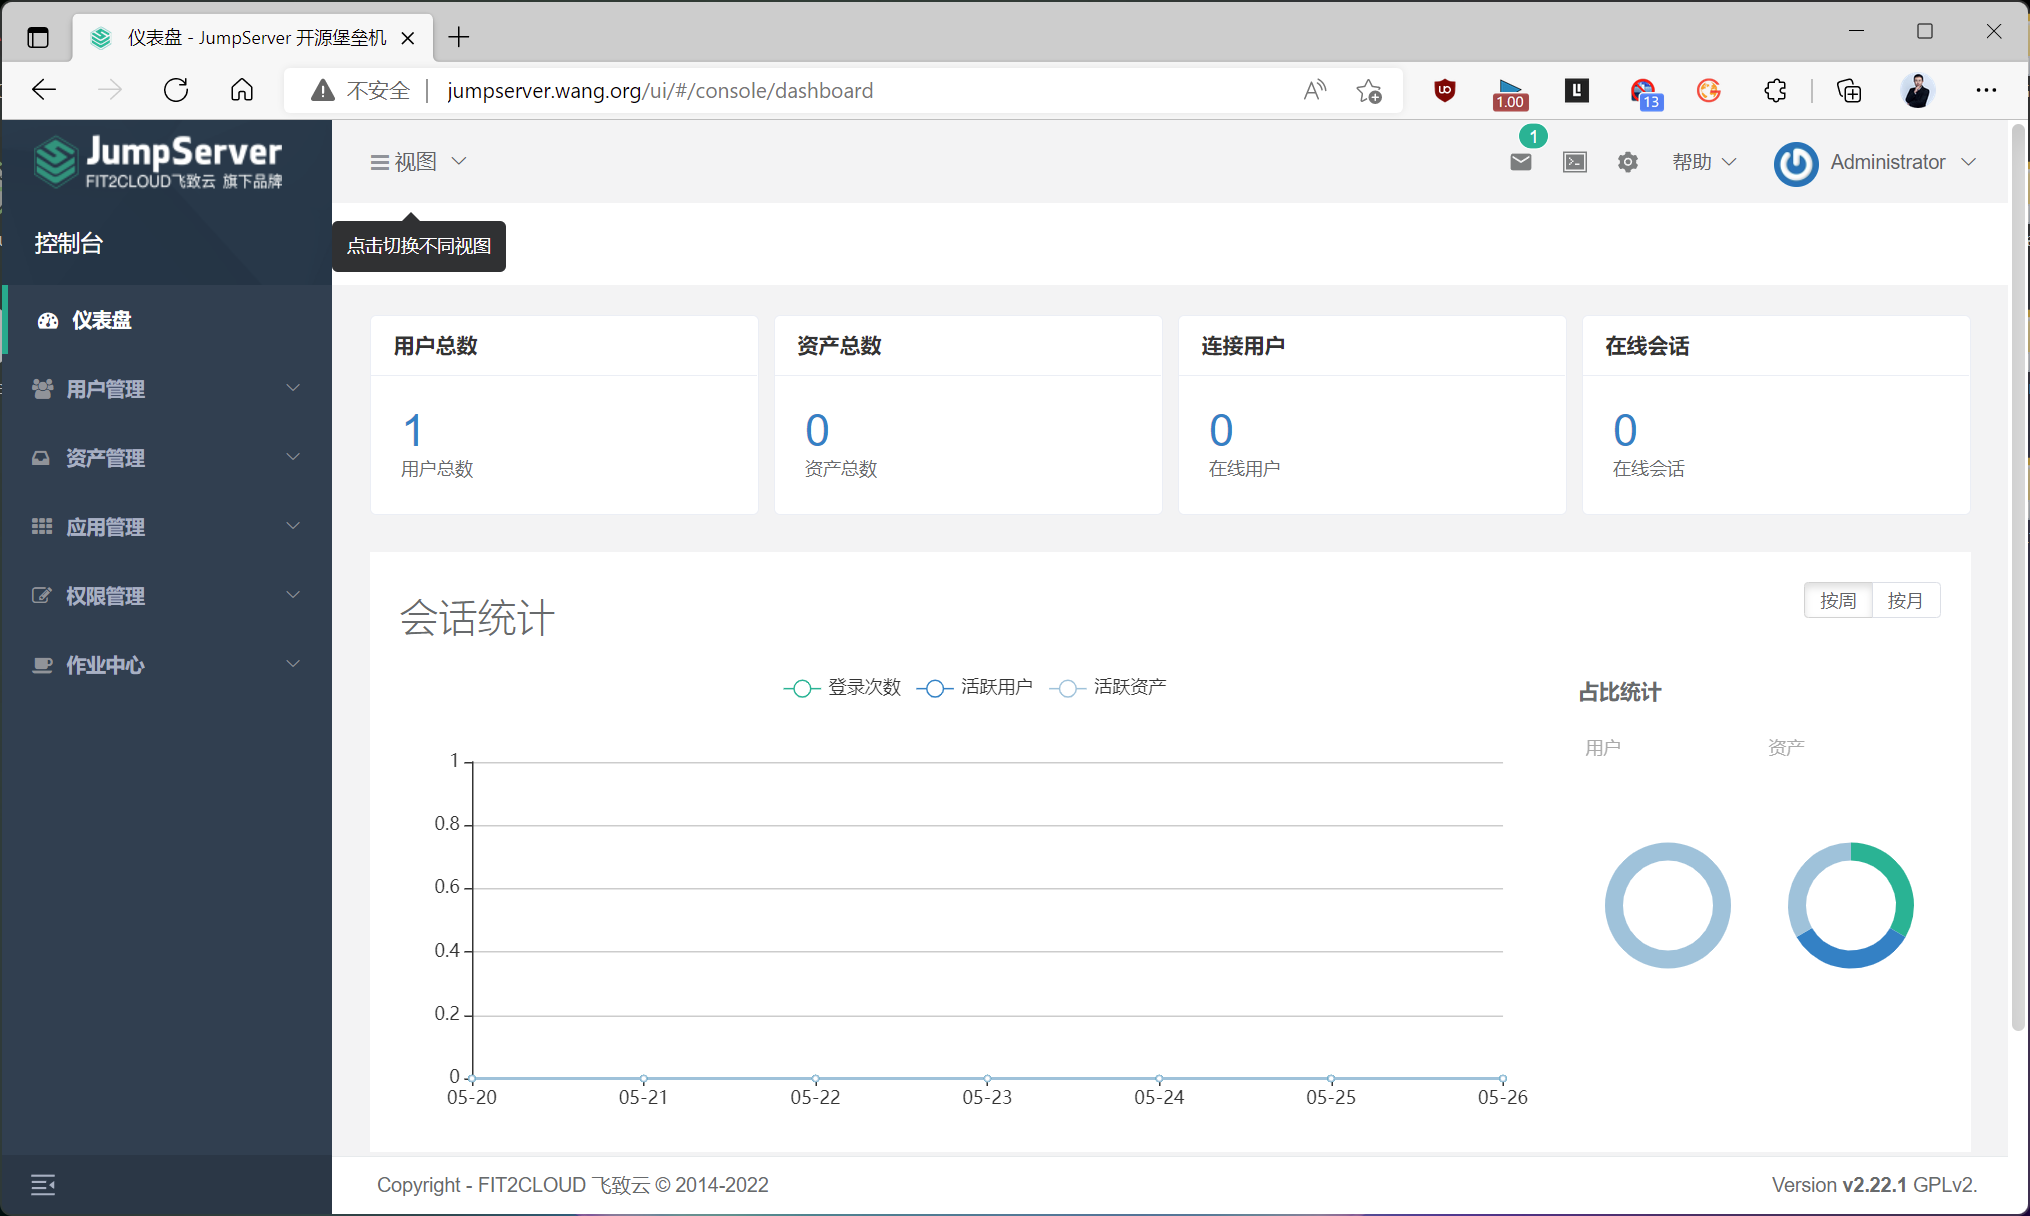 仪表盘 - JumpServer 开源堡垒机
不安全 jumpserver.wang.org/ui/#/console/dashboard
1.00
13
JumpServer
FIT2CLOUD飞致云 旗下品牌
视图
1
帮助
Administrator
控制台
点击切换不同视图
仪表盘
用户管理
资产管理
应用管理
权限管理
作业中心
用户总数
1
用户总数
资产总数
0
资产总数
连接用户
0
在线用户
在线会话
0
在线会话
会话统计
按周 按月
登录次数 活跃用户 活跃资产
占比统计
用户 资产
1
0.8
0.6
0.4
0.2
0
05-20 05-21 05-22 05-23 05-24 05-25 05-26
Copyright - FIT2CLOUD 飞致云 © 2014-2022
Version v2.22.1 GPLv2.